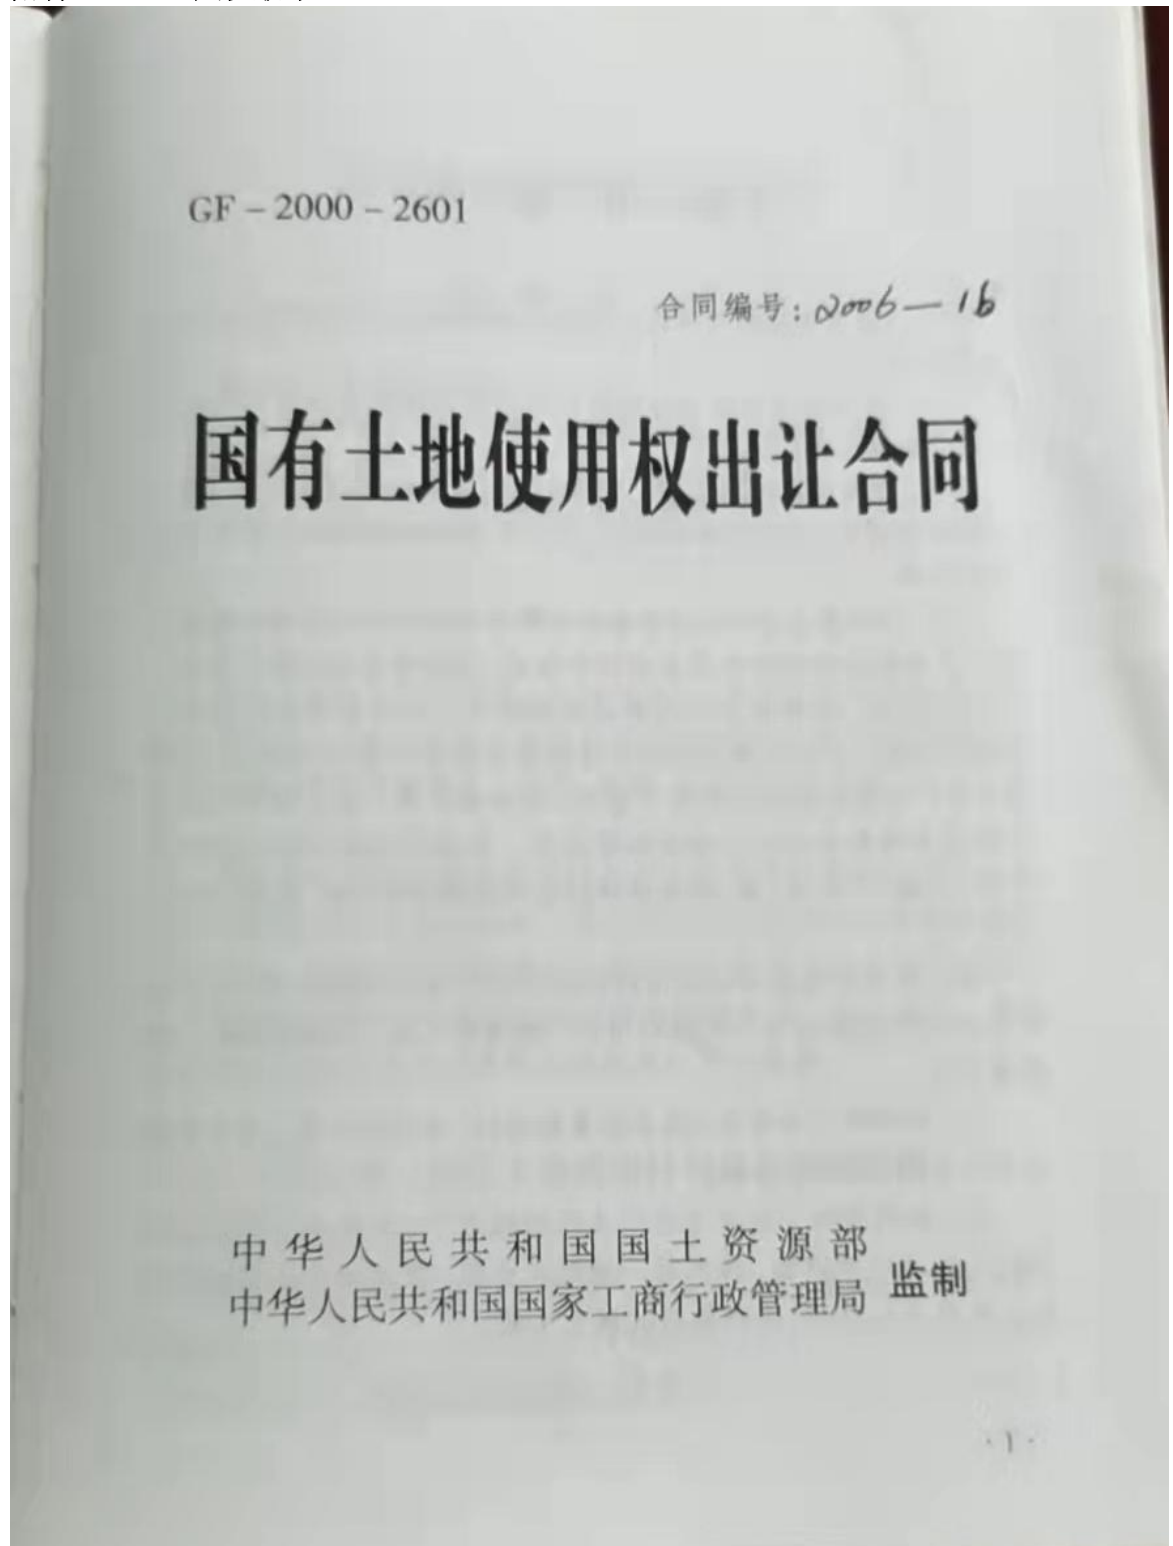 GF－2000－2601
合同编号：2006—16
国有土地使用权出让合同
中华人民共和国国土资源部
中华人民共和国国家工商行政管理局 监制
·1·